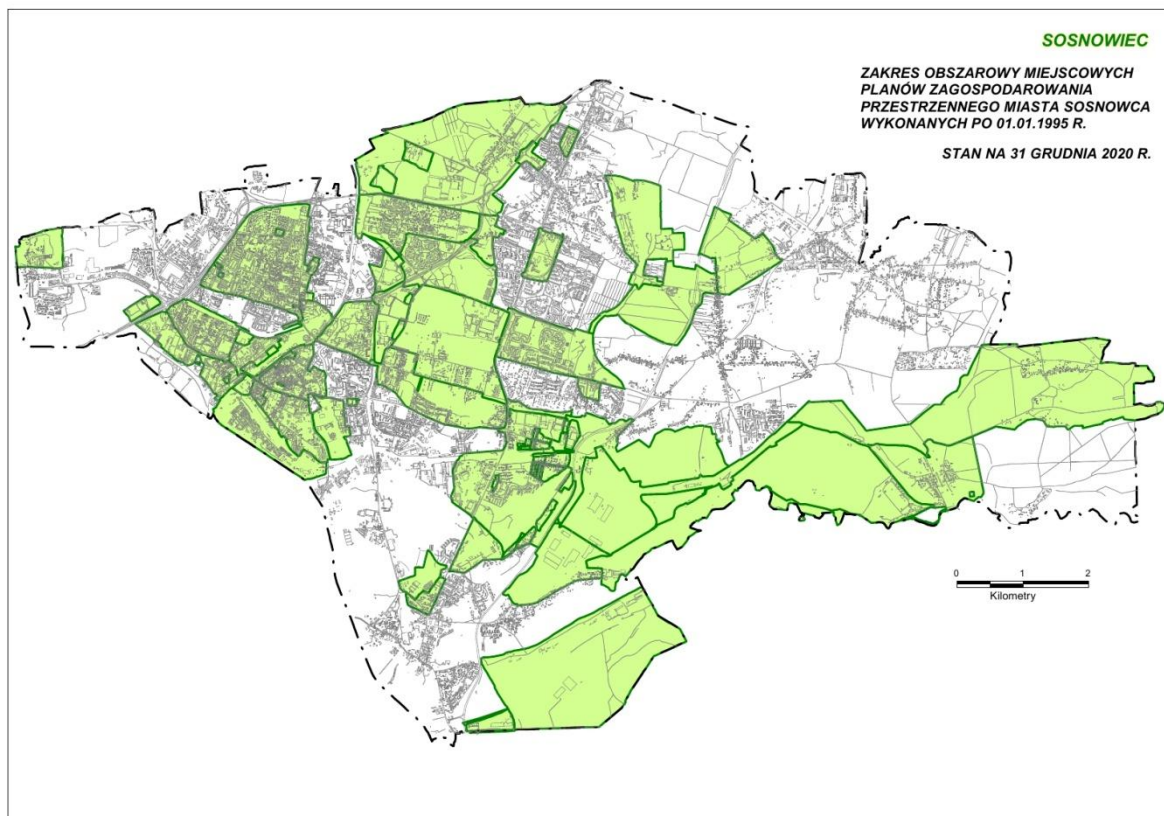 SOSNOWIEC
ZAKRES OBSZAROWY MIEJSCOWYCH
PLANÓW ZAGOSPODAROWANIA
PRZESTRZENNEGO MIASTA SOSNOWCA
WYKONANYCH PO 01.01.1995 R.
STAN NA 31 GRUDNIA 2020 R.
0 1 2
Kilometry